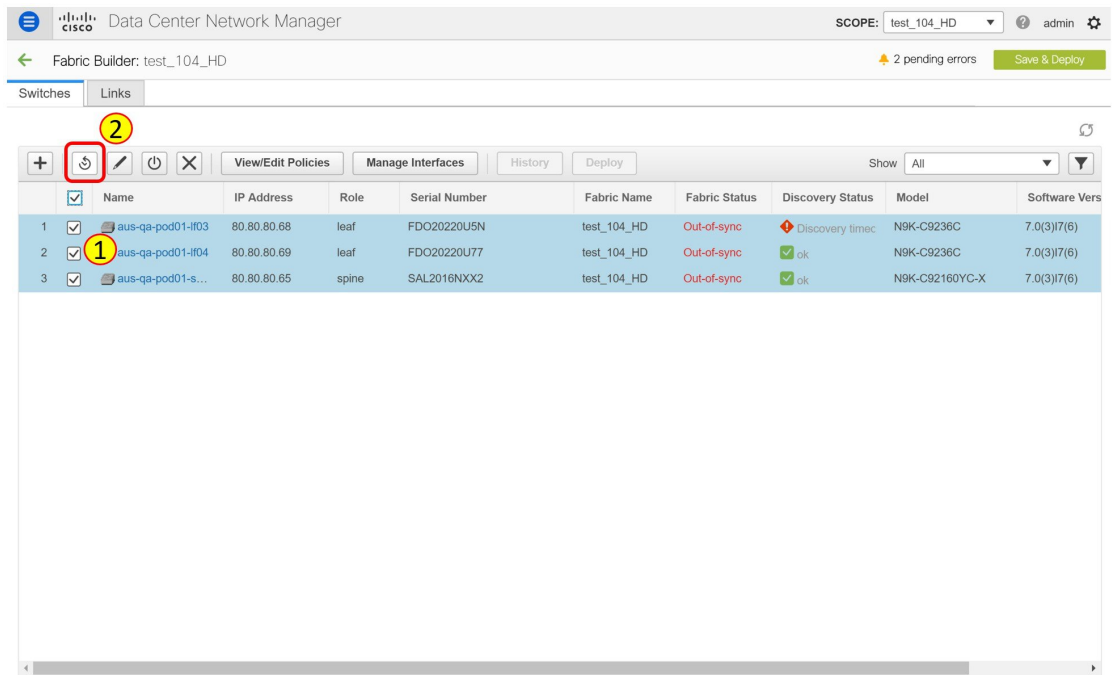 cisco Data Center Network Manager SCOPE: test_104_HD admin
Fabric Builder: test_104_HD 2 pending errors Save & Deploy
Switches Links
2
View/Edit Policies Manage Interfaces History Deploy Show All
Name IP Address Role Serial Number Fabric Name Fabric Status Discovery Status Model Software Vers
1 aus-qa-pod01-lf03 80.80.80.68 leaf FDO20220U5N test_104_HD Out-of-sync Discovery timec N9K-C9236C 7.0(3)I7(6)
2 1 aus-qa-pod01-lf04 80.80.80.69 leaf FDO20220U77 test_104_HD Out-of-sync ok N9K-C9236C 7.0(3)I7(6)
3 aus-qa-pod01-s... 80.80.80.65 spine SAL2016NXX2 test_104_HD Out-of-sync ok N9K-C92160YC-X 7.0(3)I7(6)